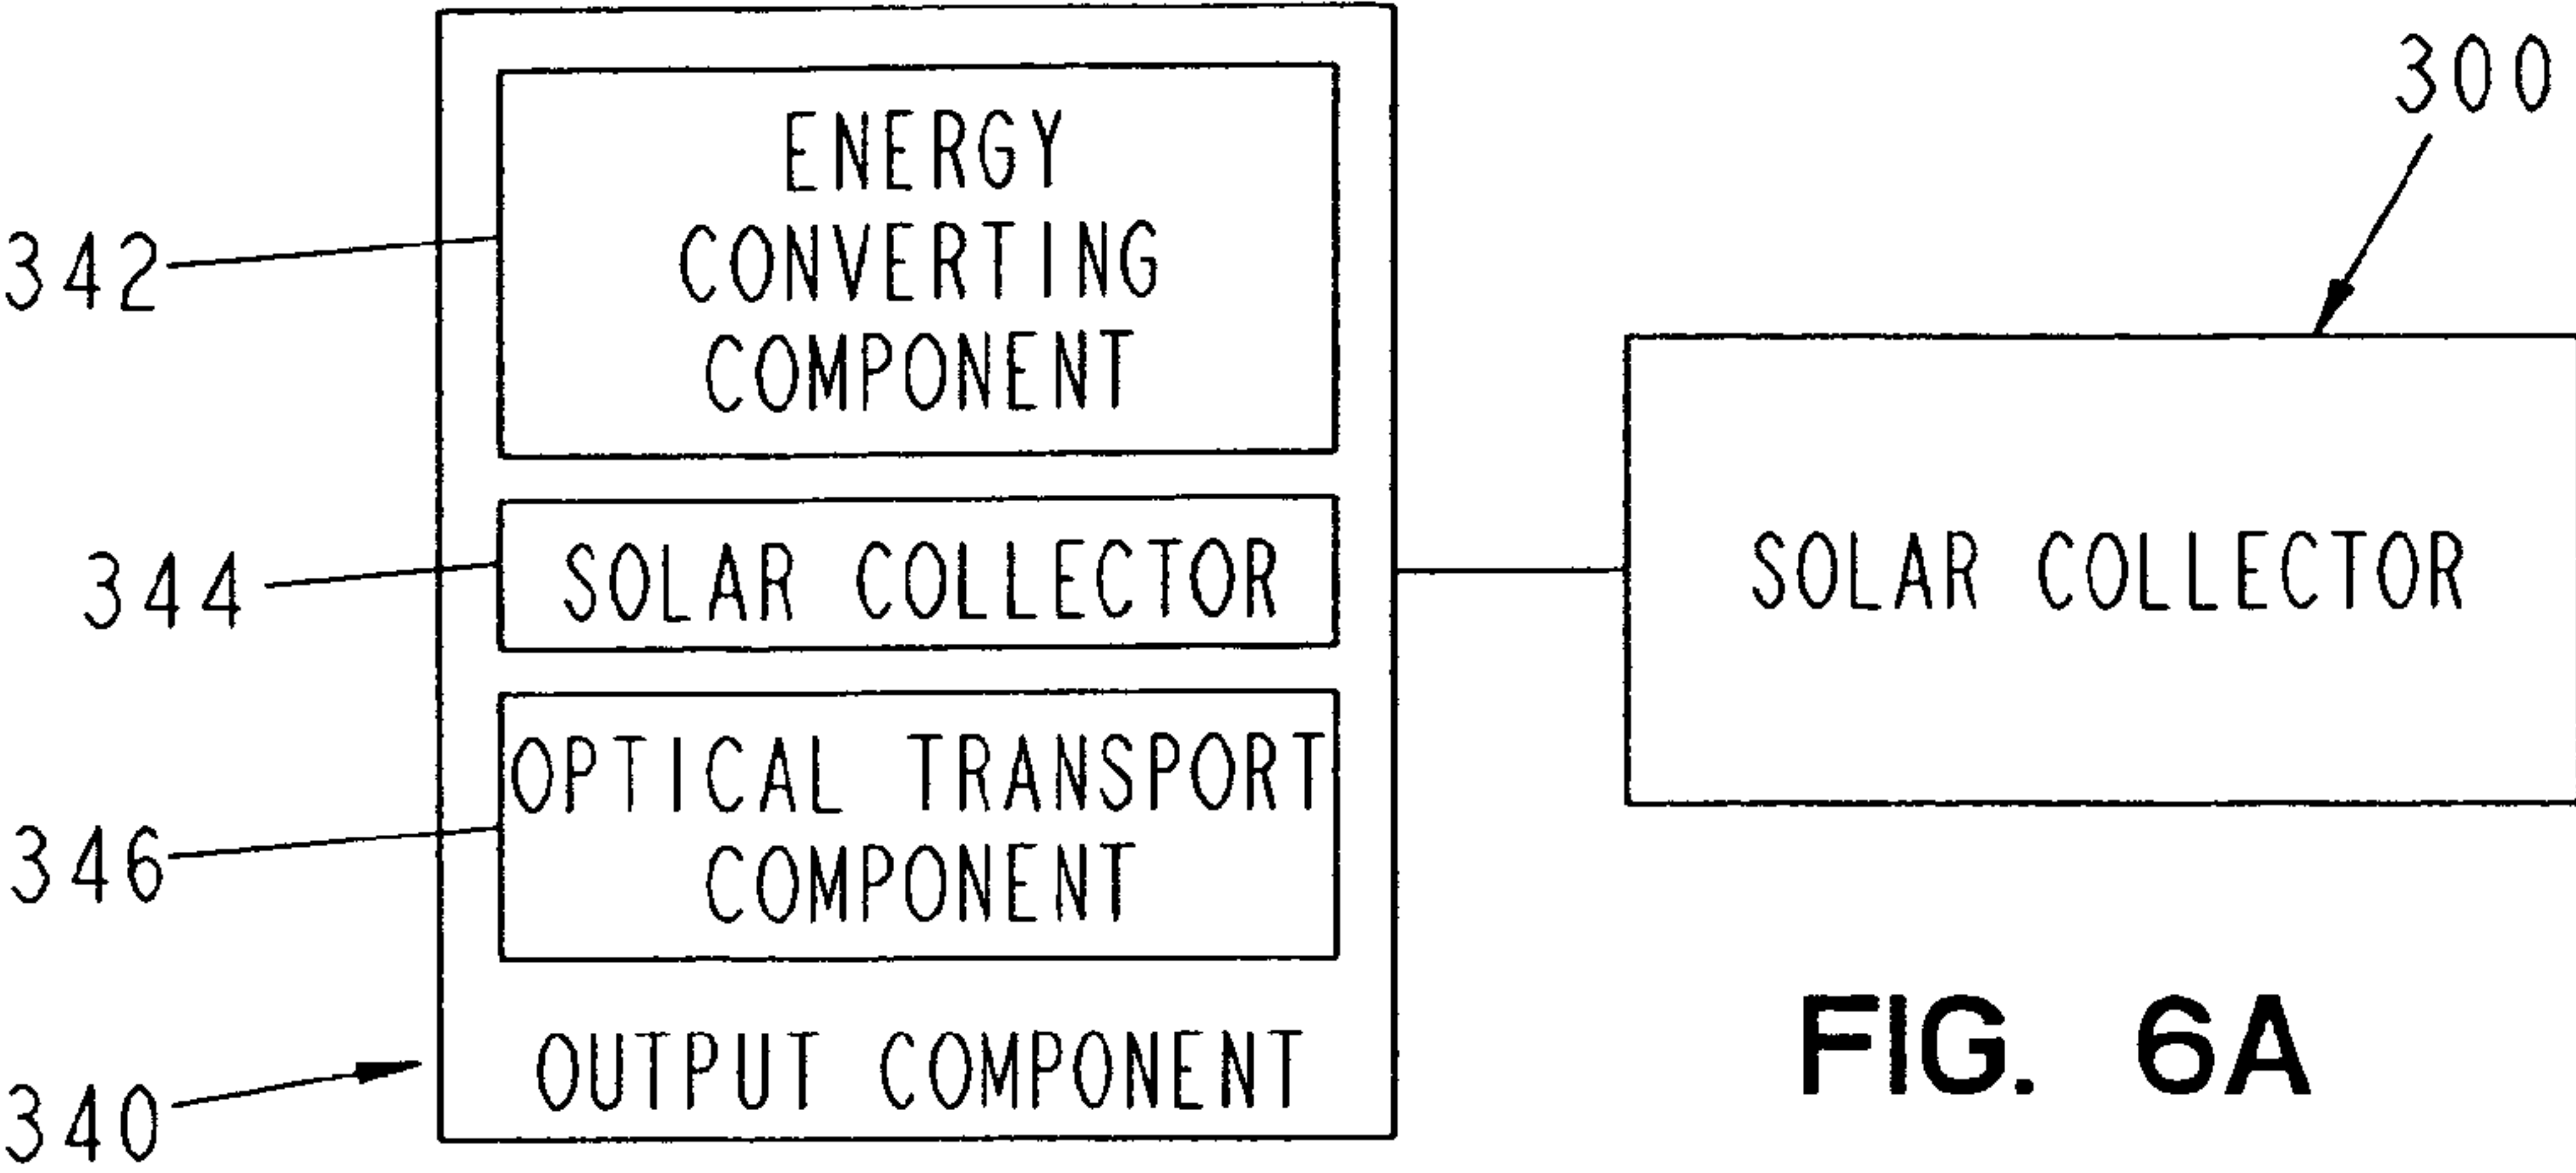 300
ENERGY
CONVERTING
COMPONENT
342
SOLAR COLLECTOR
344
SOLAR COLLECTOR
OPTICAL TRANSPORT
COMPONENT
346
OUTPUT COMPONENT
340
FIG. 6A